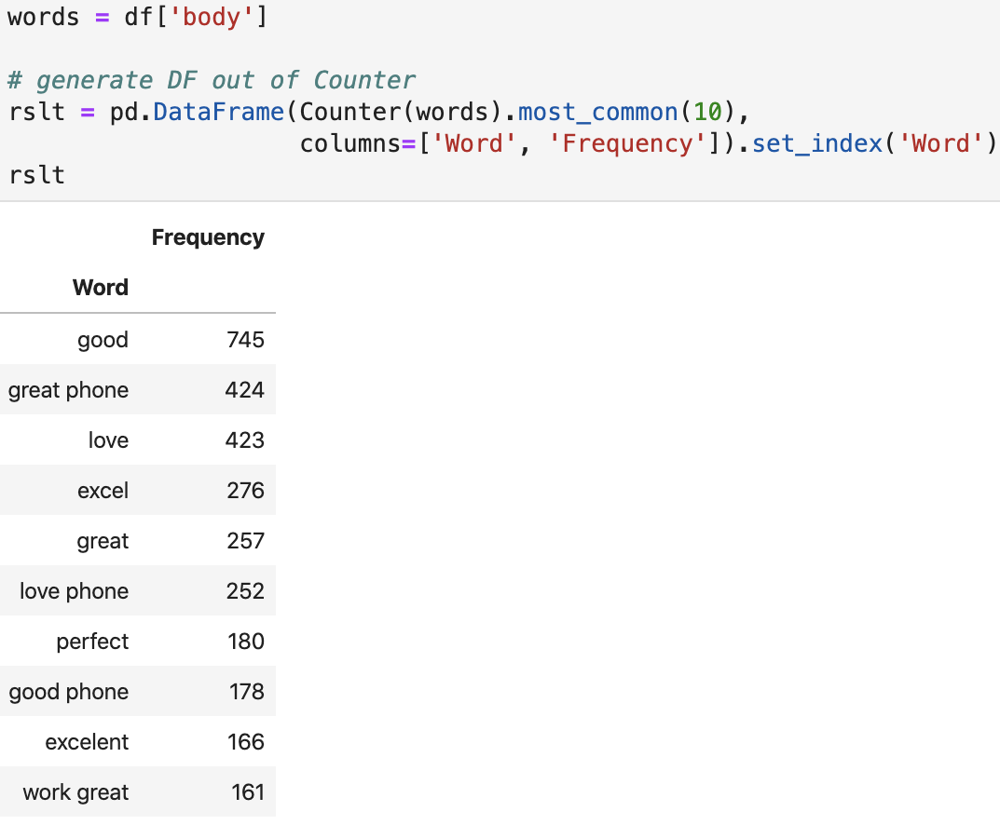 words = df['body']
# generate DF out of Counter
rslt = pd.DataFrame(Counter(words).most_common(10),
columns=['Word', 'Frequency']).set_index('Word')
rslt
Frequency
Word
good 745
great phone 424
love 423
excel 276
great 257
love phone 252
perfect 180
good phone 178
excelent 166
work great 161